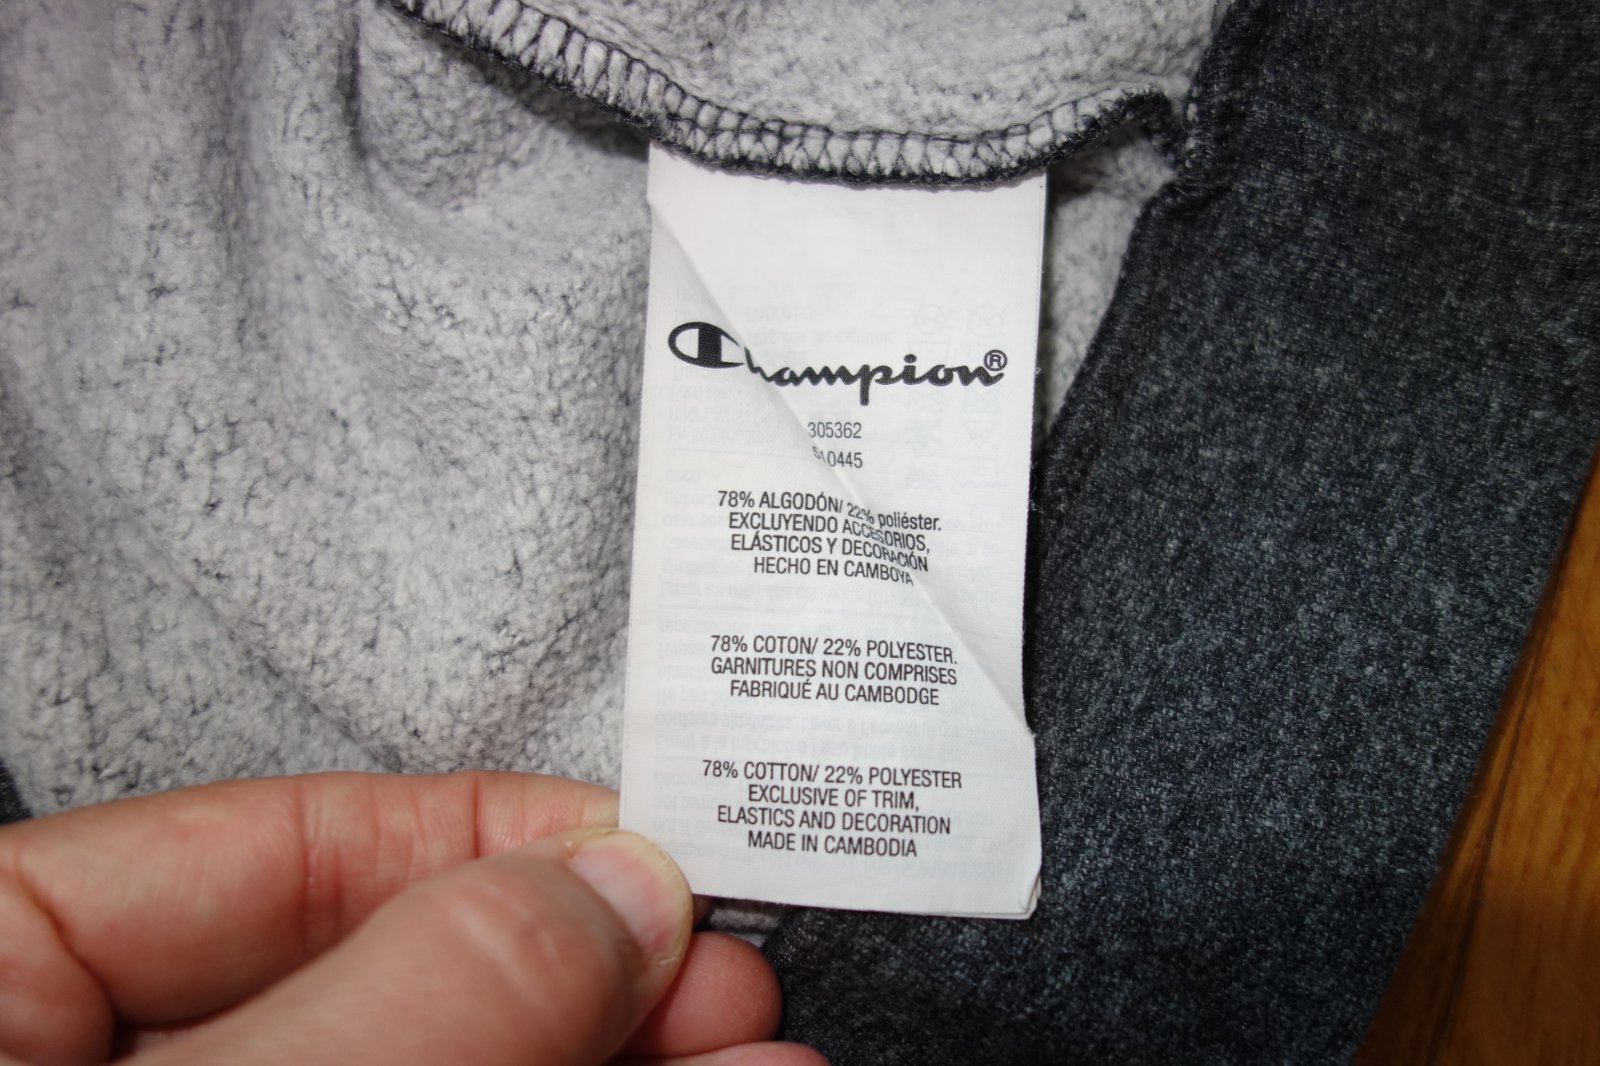 Champion®
305362
0445
78% ALGODÓN/ 22% poliéster.
EXCLUYENDO ACCESORIOS,
ELÁSTICOS Y DECORACIÓN
HECHO EN CAMBOYA
78% COTON/ 22% POLYESTER.
GARNITURES NON COMPRISES
FABRIQUÉ AU CAMBODGE
78% COTTON/ 22% POLYESTER
EXCLUSIVE OF TRIM,
ELASTICS AND DECORATION
MADE IN CAMBODIA